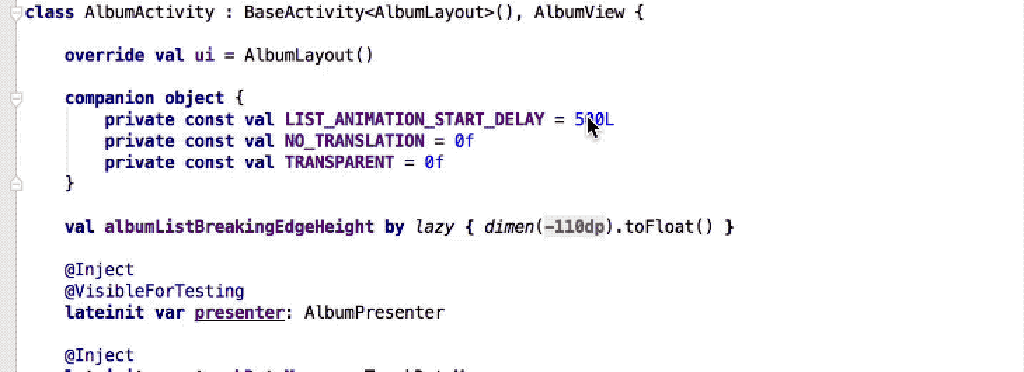 class AlbumActivity : BaseActivity<AlbumLayout>(), AlbumView {
override val ui = AlbumLayout()
companion object {
private const val LIST_ANIMATION_START_DELAY = 500L
private const val NO_TRANSLATION = 0f
private const val TRANSPARENT = 0f
}
val albumListBreakingEdgeHeight by lazy { dimen(-110dp).toFloat() }
@Inject
@VisibleForTesting
lateinit var presenter: AlbumPresenter
@Inject